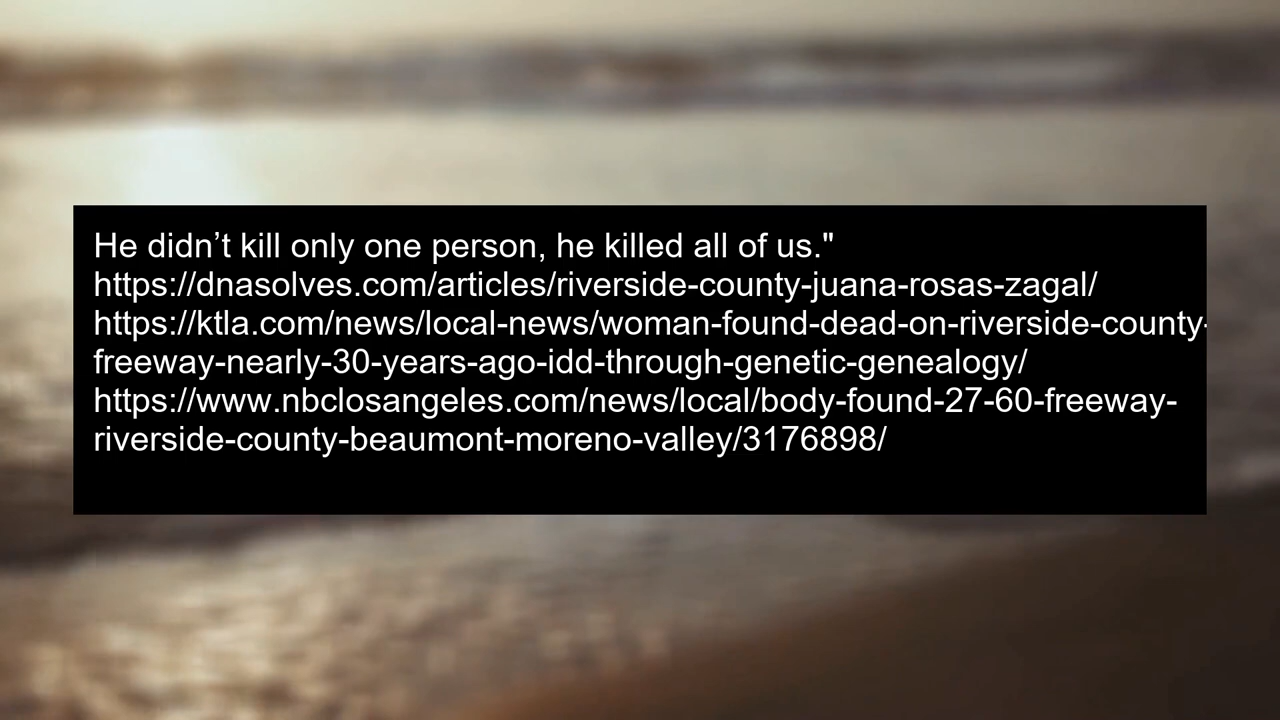 He didn’t kill only one person, he killed all of us."
https://dnasolves.com/articles/riverside-county-juana-rosas-zagal/
https://ktla.com/news/local-news/woman-found-dead-on-riverside-county-
freeway-nearly-30-years-ago-idd-through-genetic-genealogy/
https://www.nbclosangeles.com/news/local/body-found-27-60-freeway-
riverside-county-beaumont-moreno-valley/3176898/